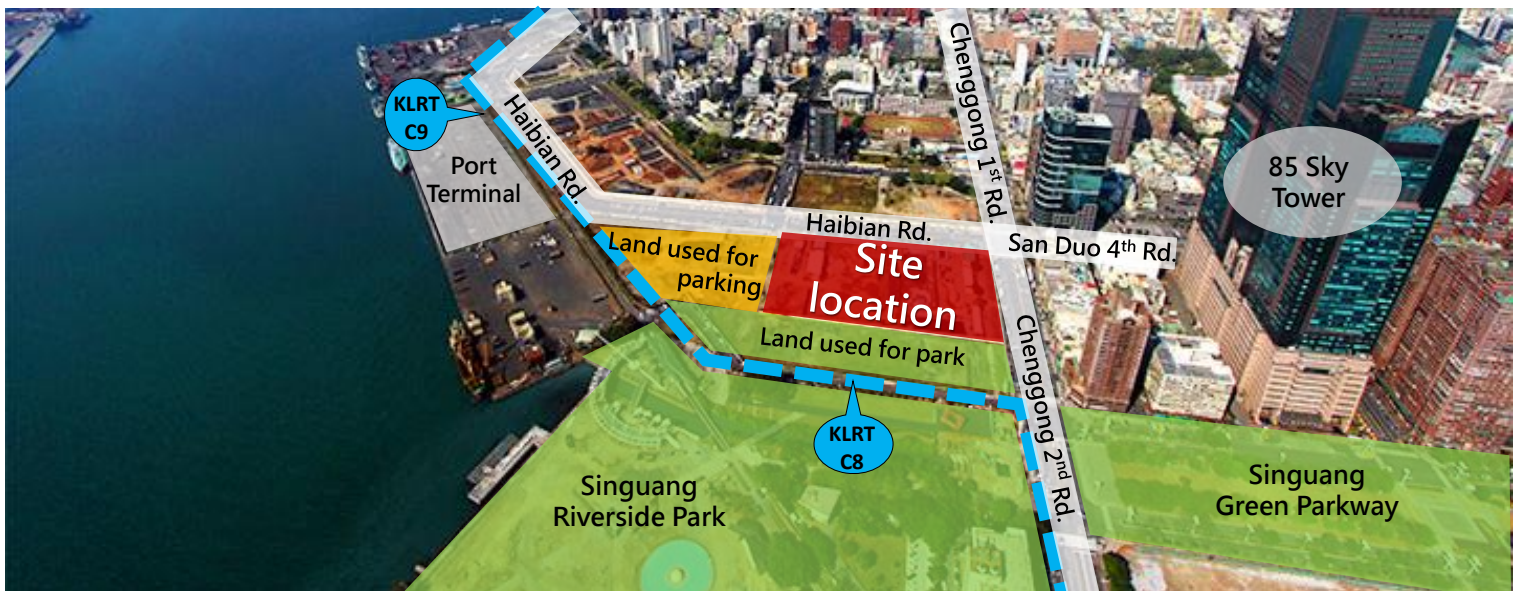 KLRT
C9
Haibian Rd.
Port
Terminal
Chenggong 1st Rd.
85 Sky
Tower
Haibian Rd.
San Duo 4th Rd.
Land used for
parking
Site
location
Land used for park
Chenggong 2nd Rd.
KLRT
C8
Singuang
Riverside Park
Singuang
Green Parkway